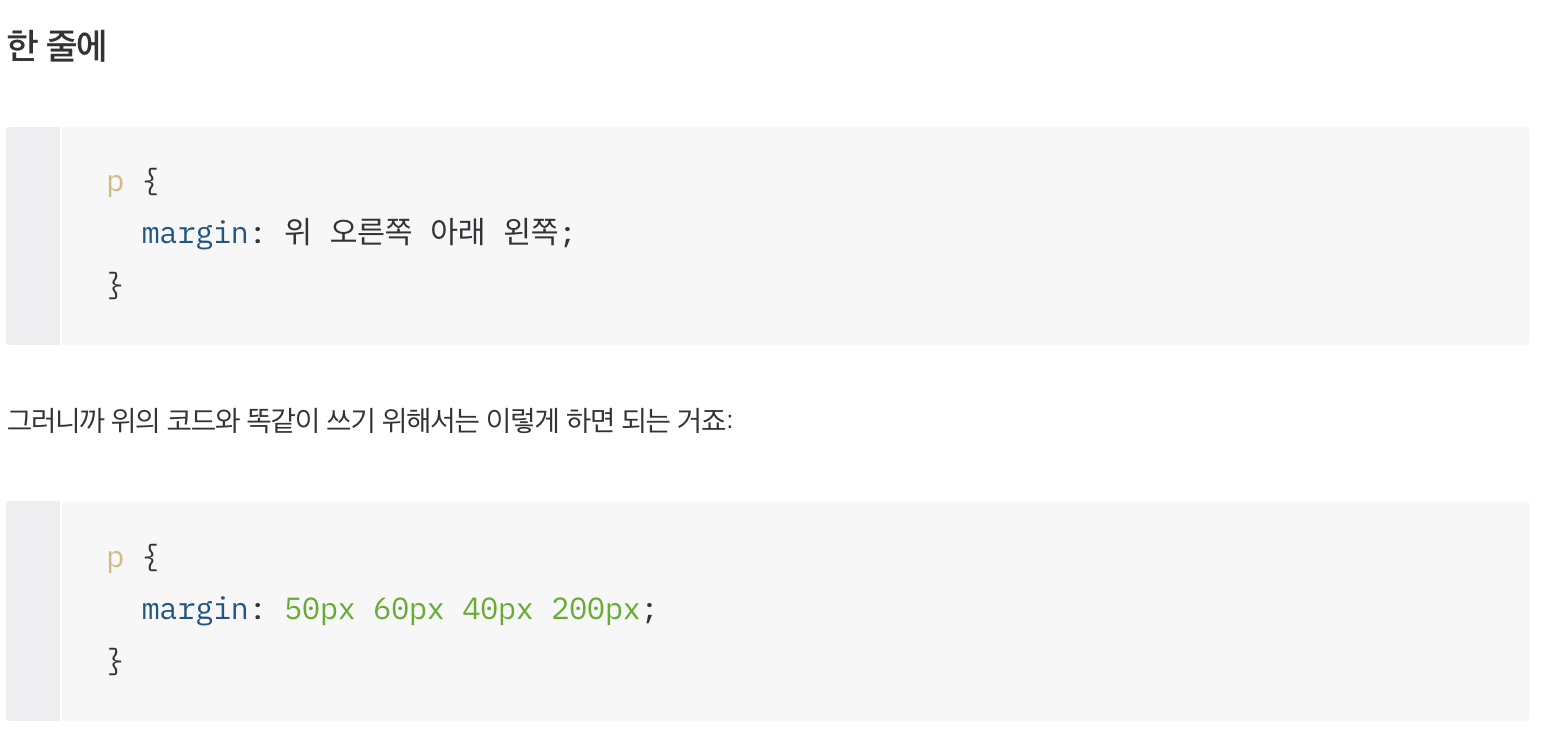 한 줄에
p {
  margin: 위 오른쪽 아래 왼쪽;
}
그러니까 위의 코드와 똑같이 쓰기 위해서는 이렇게 하면 되는 거죠:
p {
  margin: 50px 60px 40px 200px;
}